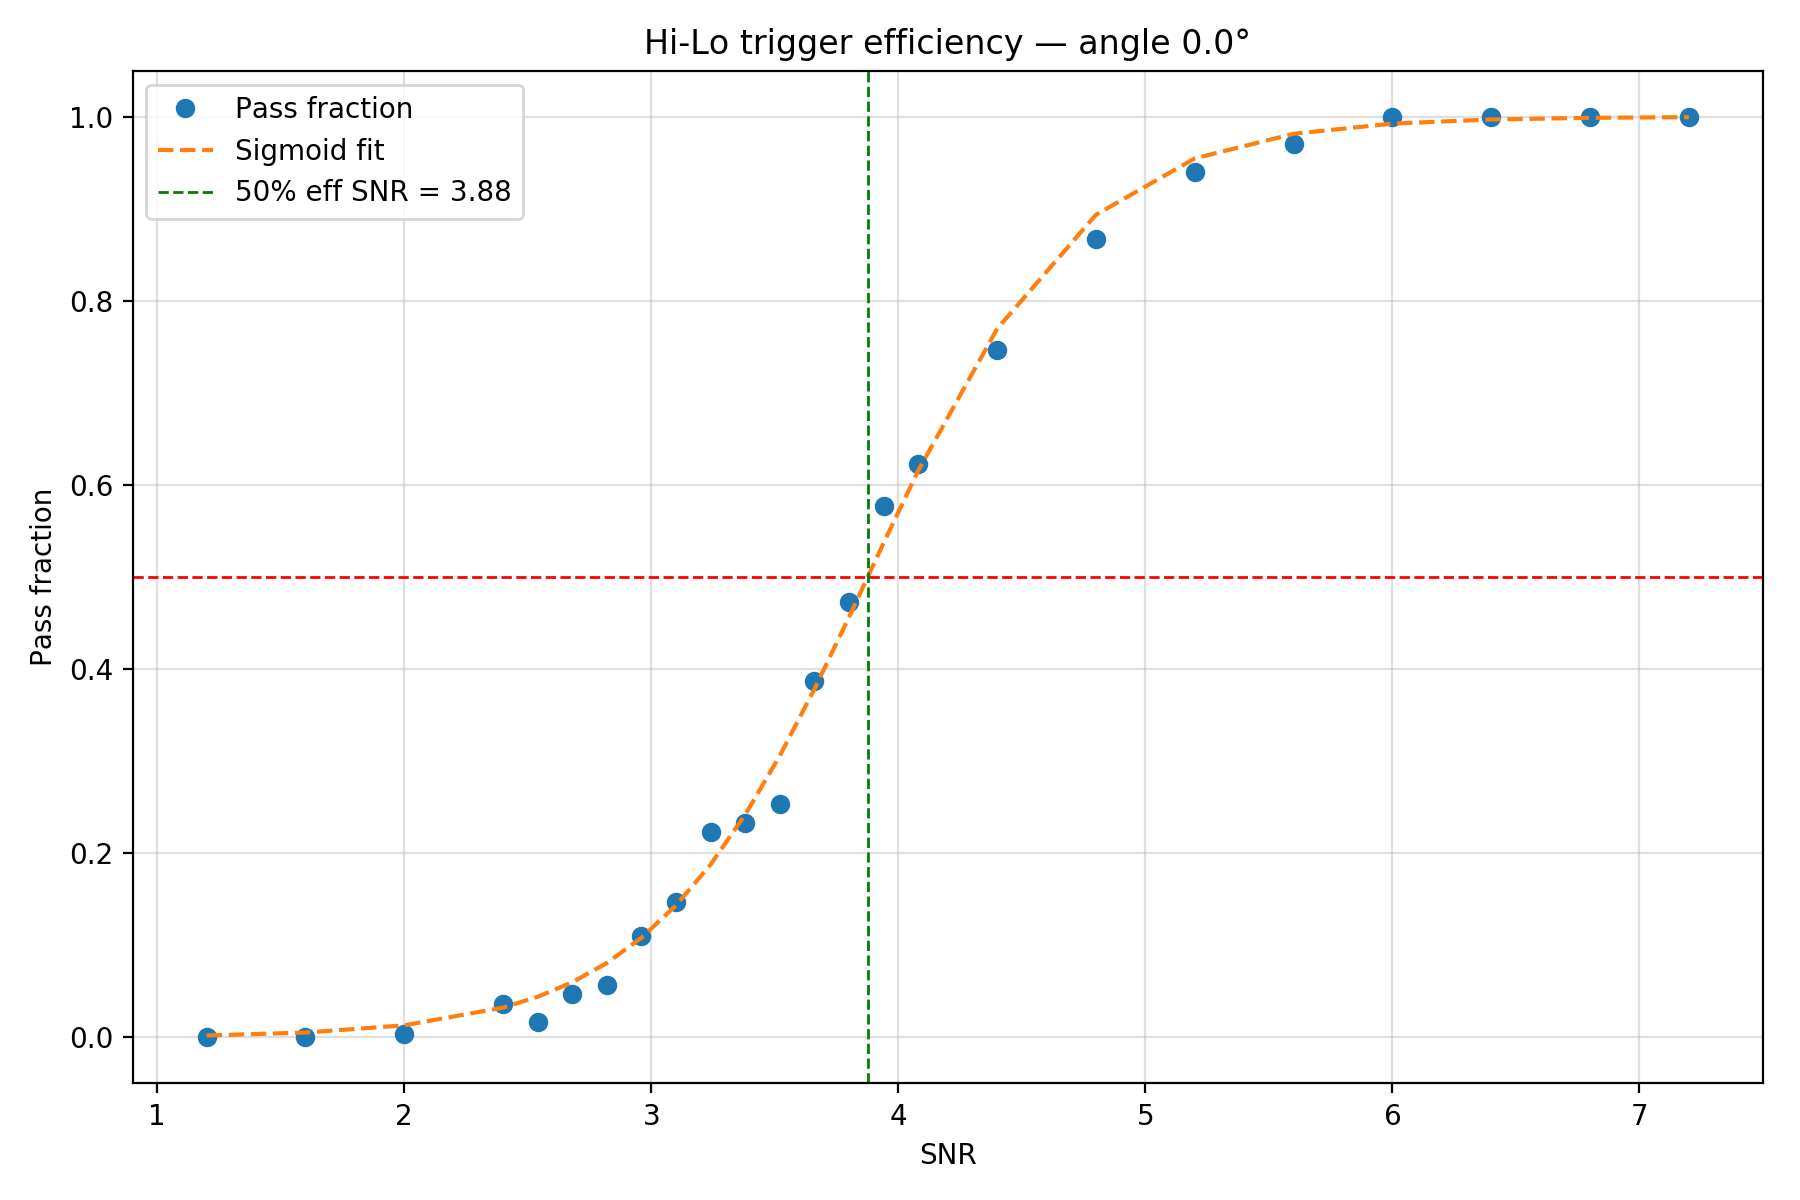 Hi-Lo trigger efficiency — angle 0.0°
Pass fraction
Sigmoid fit
50% eff SNR = 3.88
Pass fraction
1.0
0.8
0.6
0.4
0.2
0.0
1 2 3 4 5 6 7
SNR